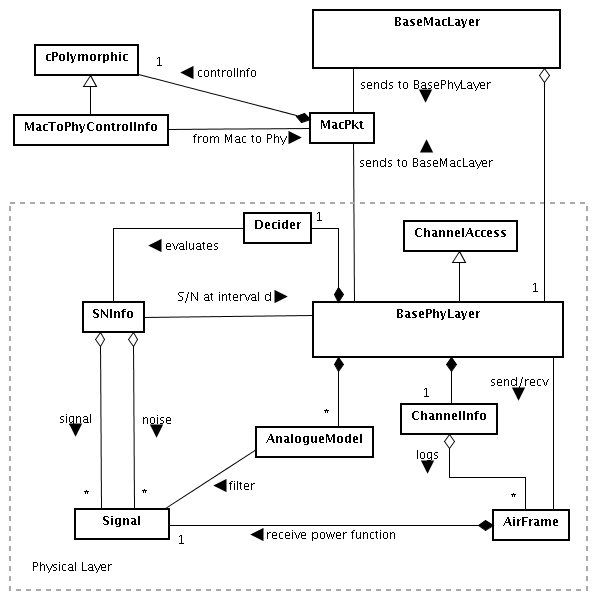 BaseMacLayer
cPolymorphic
1
controlInfo
sends to BasePhyLayer
MacToPhyControlInfo
MacPkt
from Mac to Phy
sends to BaseMacLayer
Decider
1
ChannelAccess
evaluates
S/N at interval d
1
SNInfo
BasePhyLayer
send/recv
1
signal
noise
*
ChannelInfo
AnalogueModel
logs
filter
*
*
*
Signal
AirFrame
1
receive power function
Physical Layer